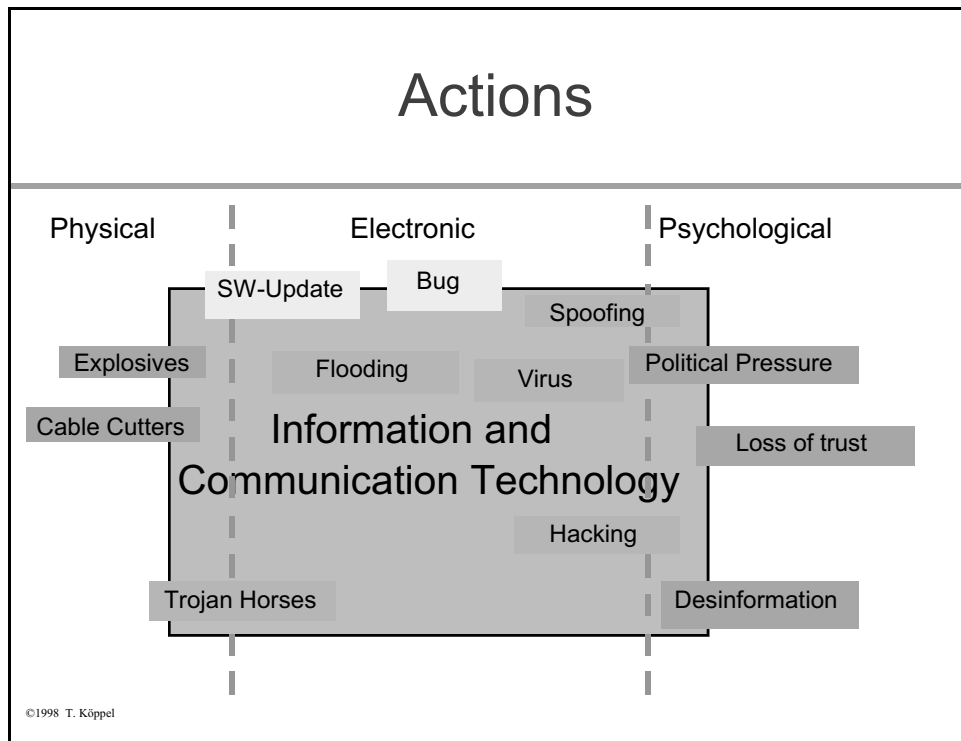 Actions
Physical
Electronic
Psychological
SW-Update
Bug
Spoofing
Explosives
Flooding
Virus
Political Pressure
Cable Cutters
Information and
Communication Technology
Loss of trust
Hacking
Trojan Horses
Desinformation
©1998 T. Köppel